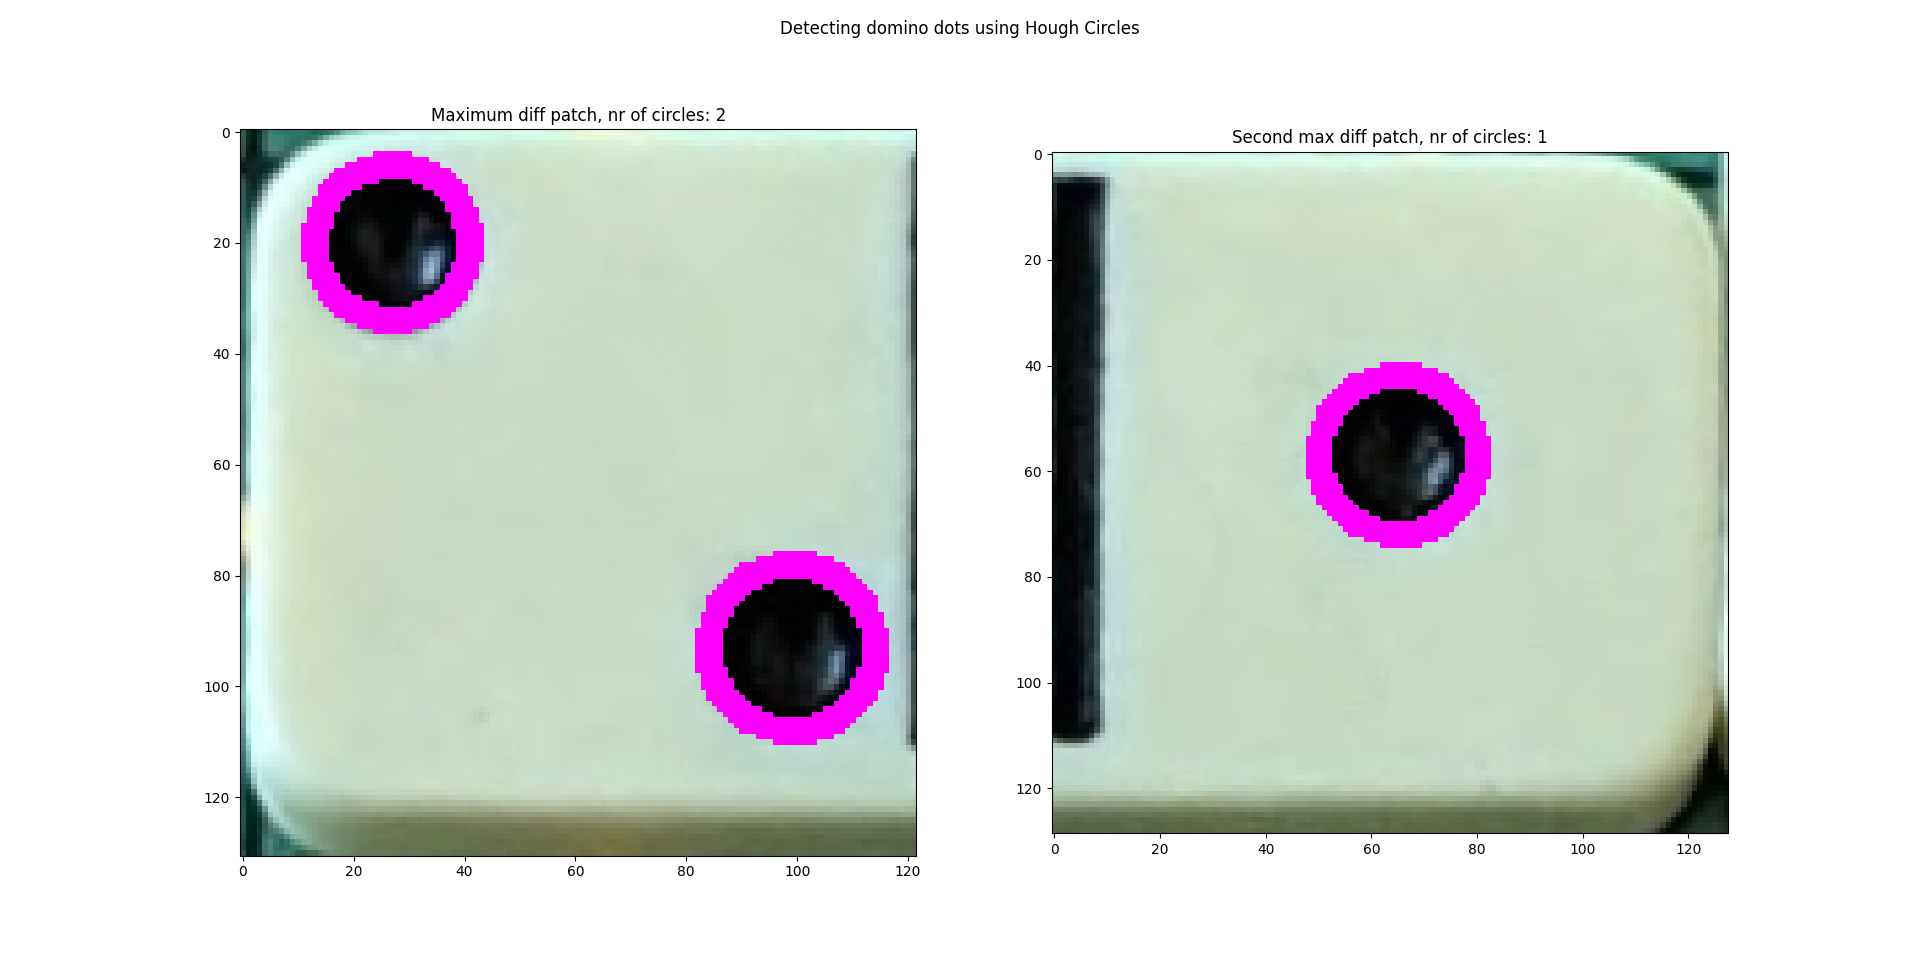 Detecting domino dots using Hough Circles
Maximum diff patch, nr of circles: 2
0
20
40
60
80
100
120
0 20 40 60 80 100 120
Second max diff patch, nr of circles: 1
0
20
40
60
80
100
120
0 20 40 60 80 100 120